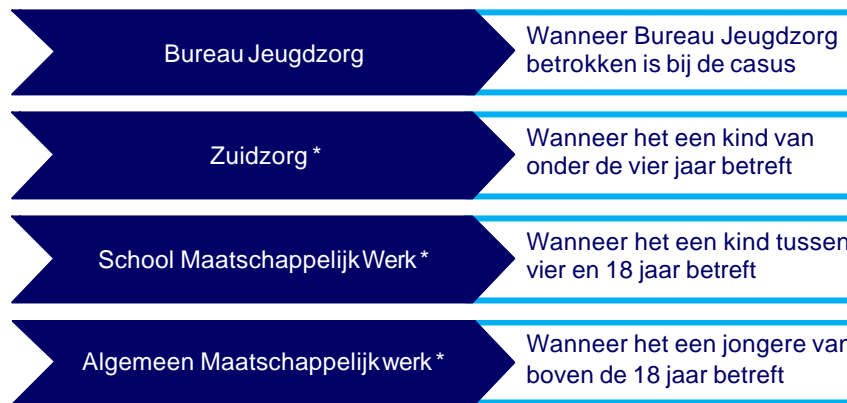 Bureau Jeugdzorg
Wanneer Bureau Jeugdzorg
betrokken is bij de casus
Zuidzorg *
Wanneer het een kind van
onder de vier jaar betreft
School Maatschappelijk Werk *
Wanneer het een kind tussen
vier en 18 jaar betreft
Algemeen Maatschappelijk werk *
Wanneer het een jongere van
boven de 18 jaar betreft